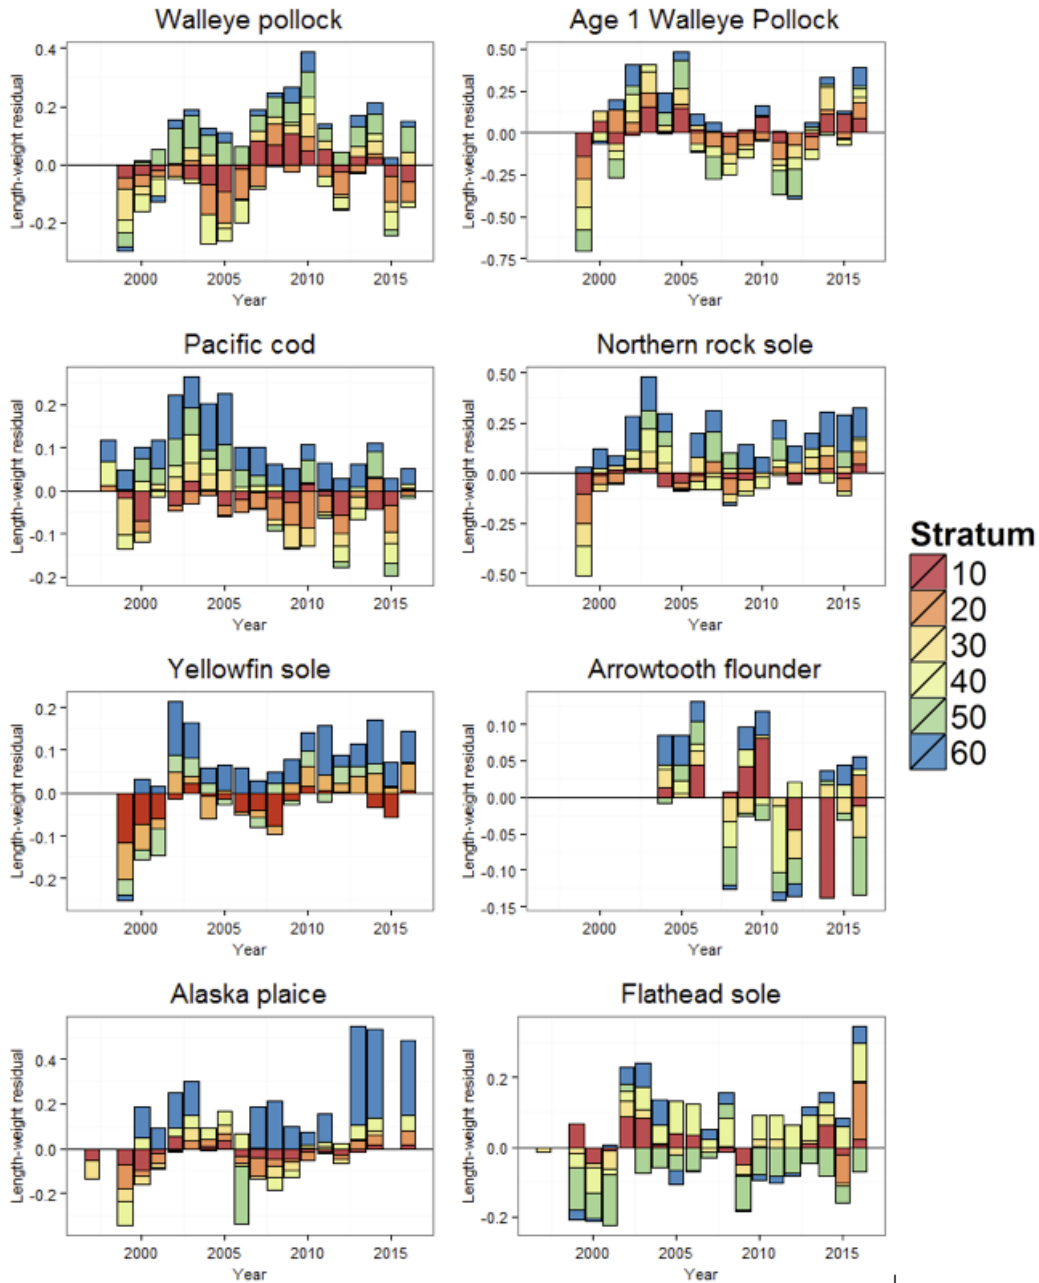 Walleye pollock
Age 1 Walleye Pollock
Length-weight residual
0.4
0.2
0.0
-0.2
2000 2005 2010 2015
Year
Length-weight residual
0.50
0.25
0.00
-0.25
-0.50
-0.75
2000 2005 2010 2015
Year
Pacific cod
Northern rock sole
Length-weight residual
0.2
0.1
0.0
-0.1
-0.2
2000 2005 2010 2015
Year
Length-weight residual
0.50
0.25
0.00
-0.25
-0.50
2000 2005 2010 2015
Year
Stratum
10
20
30
40
50
60
Yellowfin sole
Arrowtooth flounder
Length-weight residual
0.2
0.1
0.0
-0.1
-0.2
2000 2005 2010 2015
Year
Length-weight residual
0.10
0.05
0.00
-0.05
-0.10
-0.15
2000 2005 2010 2015
Year
Alaska plaice
Flathead sole
Length-weight residual
0.4
0.2
0.0
-0.2
2000 2005 2010 2015
Year
Length-weight residual
0.2
0.0
-0.2
2000 2005 2010 2015
Year